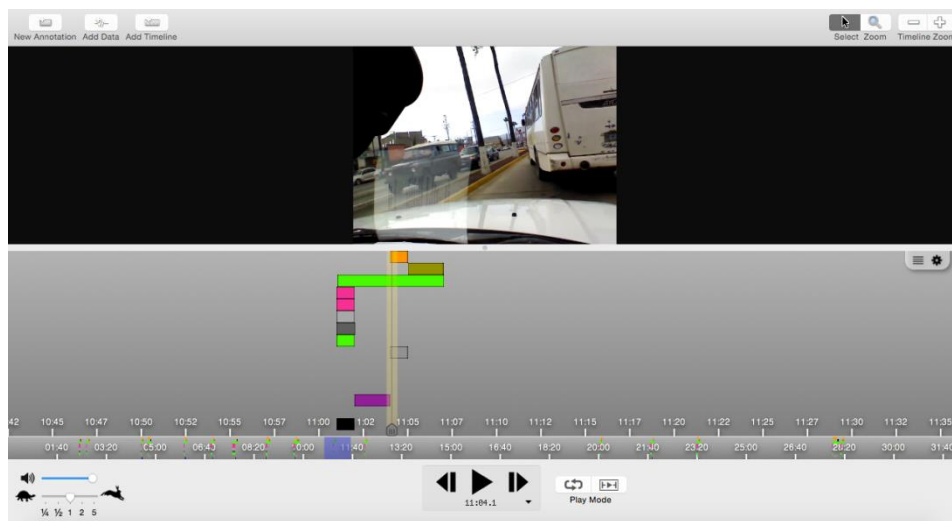 New Annotation Add Data Add Timeline Select Zoom Timeline Zoom
42 10:45 10:47 10:50 10:52 10:55 10:57 11:00 11:02 11:05 11:07 11:10 11:12 11:15 11:17 11:20 11:22 11:25 11:27 11:30 11:32 11:35
01:40 03:20 05:00 06:40 08:20 0:00 11:40 13:20 15:00 16:40 18:20 20:00 21:40 23:20 25:00 26:40 28:20 30:00 31:40
11:04.1
Play Mode
¼ ½ 1 2 5